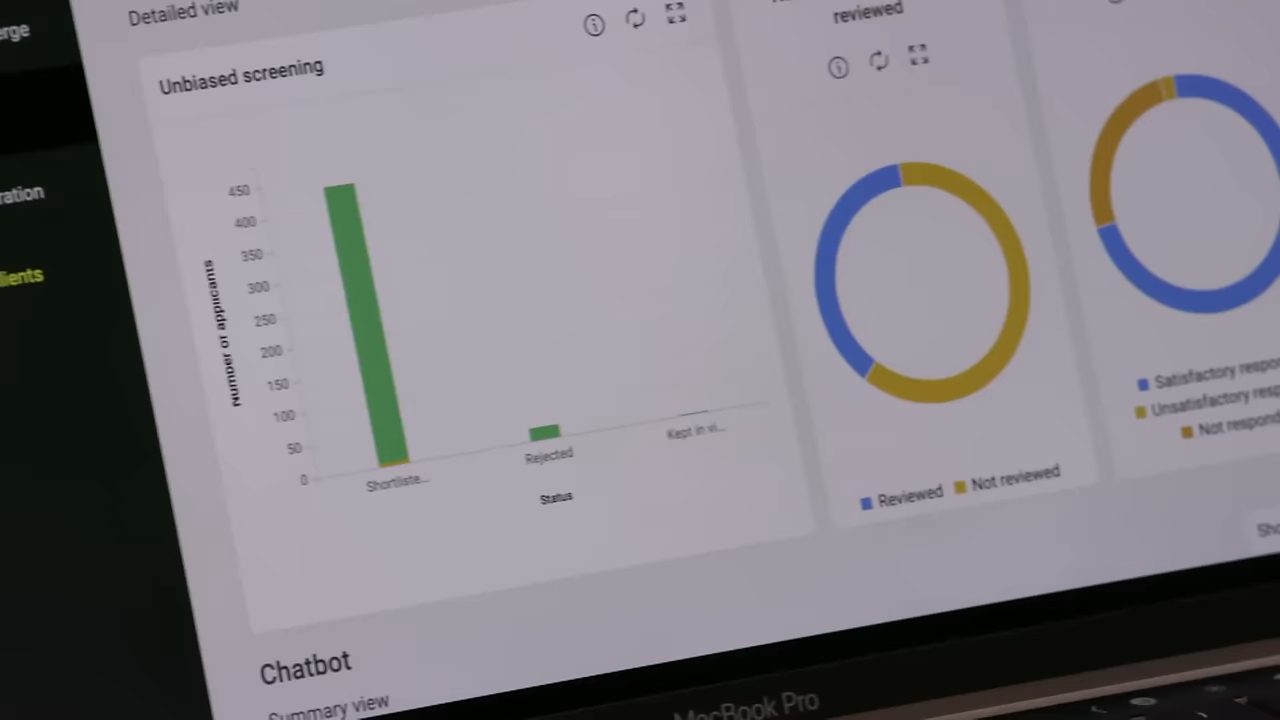 Detailed view
Unbiased screening
450
400
350
300
250
200
150
100
50
0
Number of applicants
Shortliste...
Rejected
Kept in vi...
Status
reviewed
Reviewed
Not reviewed
Satisfactory respo
Unsatisfactory resp
Not respond
erge
ration
lients
Chatbot
Summary view
Sho
MacBook Pro